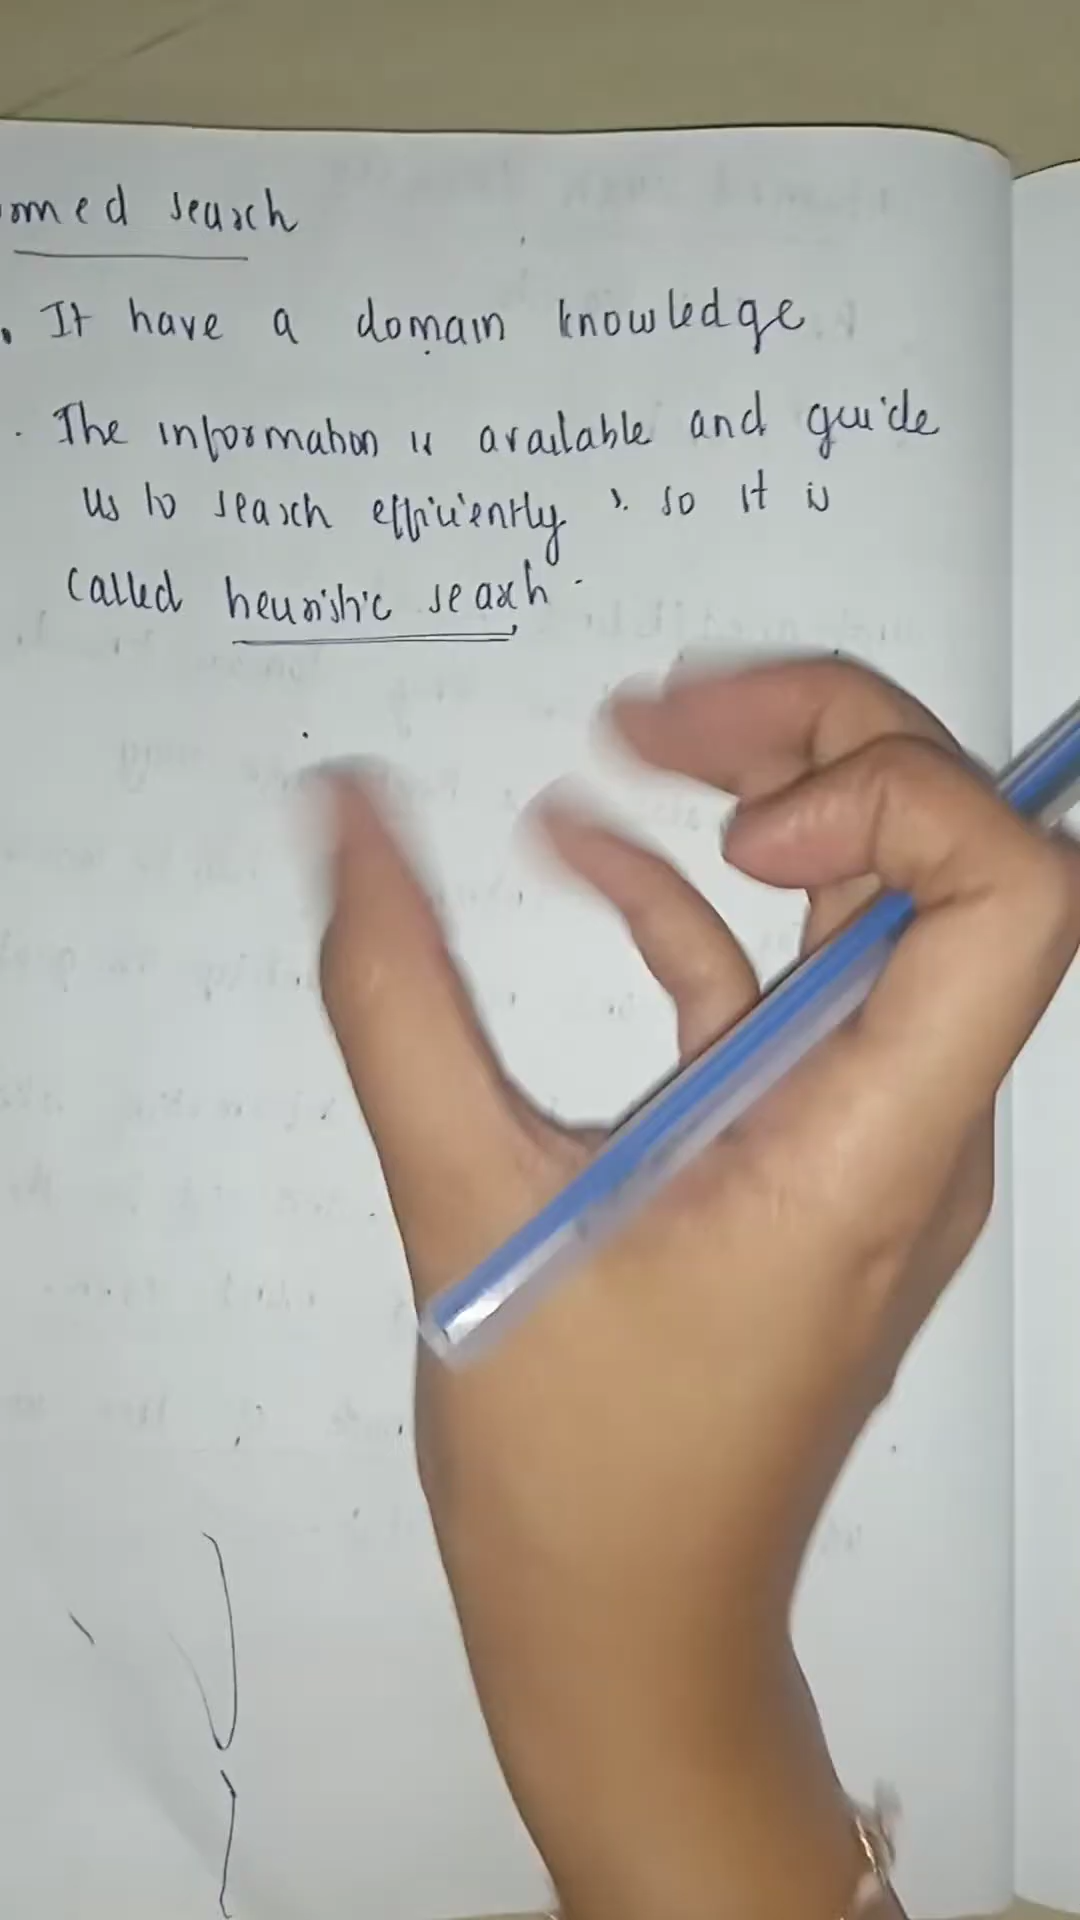 omed search
. It have a domain knowledge
. The information is available and guide
us to search efficiently, so it is
called heuristic search.